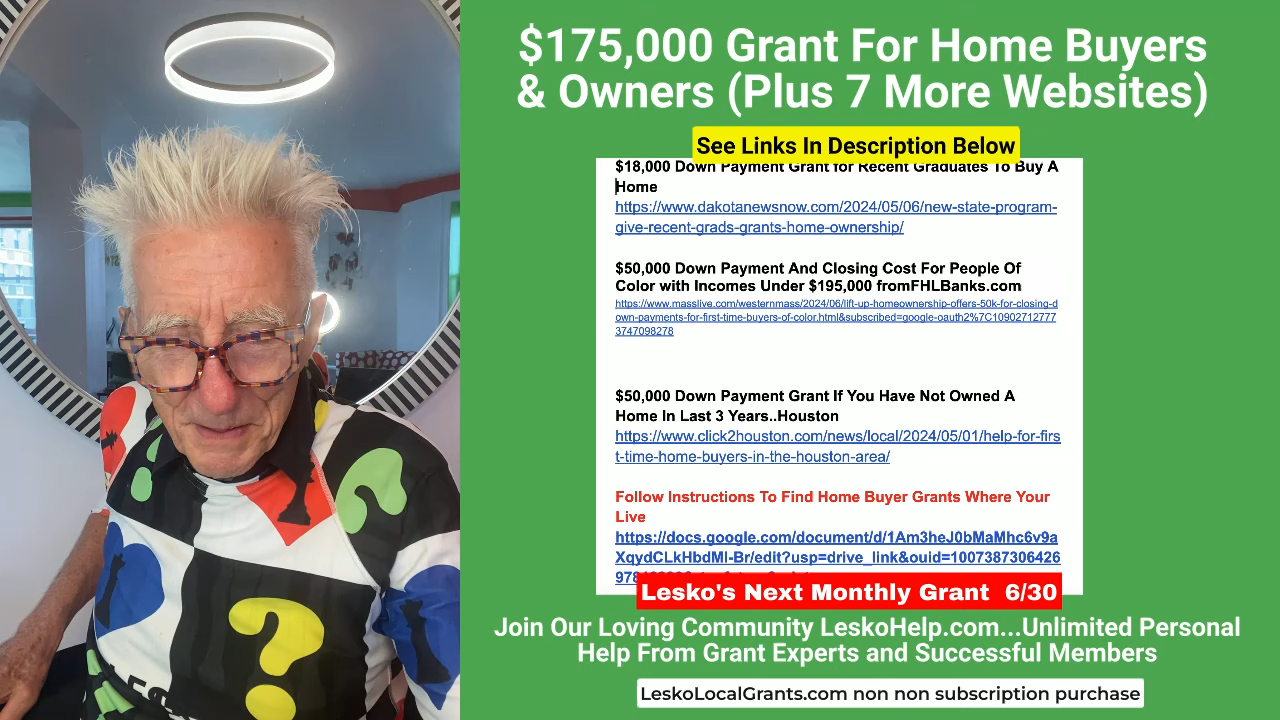 $175,000 Grant For Home Buyers
& Owners (Plus 7 More Websites)
See Links In Description Below
$18,000 Down Payment Grant for Recent Graduates To Buy A
Home
https://www.dakotanewsnow.com/2024/05/06/new-state-program-
give-recent-grads-grants-home-ownership/
$50,000 Down Payment And Closing Cost For People Of
Color with Incomes Under $195,000 fromFHLBanks.com
https://www.masslive.com/westernmass/2024/06/lift-up-homeownership-offers-50k-for-closing-d
own-payments-for-first-time-buyers-of-color.html&subscribed=google-oauth2%7C10902712777
3747098278
$50,000 Down Payment Grant If You Have Not Owned A
Home In Last 3 Years..Houston
https://www.click2houston.com/news/local/2024/05/01/help-for-firs
t-time-home-buyers-in-the-houston-area/
Follow Instructions To Find Home Buyer Grants Where Your
Live
https://docs.google.com/document/d/1Am3heJ0bMaMhc6v9a
XqydCLkHbdMI-Br/edit?usp=drive_link&ouid=1007387306426
Lesko's Next Monthly Grant 6/30
Join Our Loving Community LeskoHelp.com...Unlimited Personal
Help From Grant Experts and Successful Members
LeskoLocalGrants.com non non subscription purchase